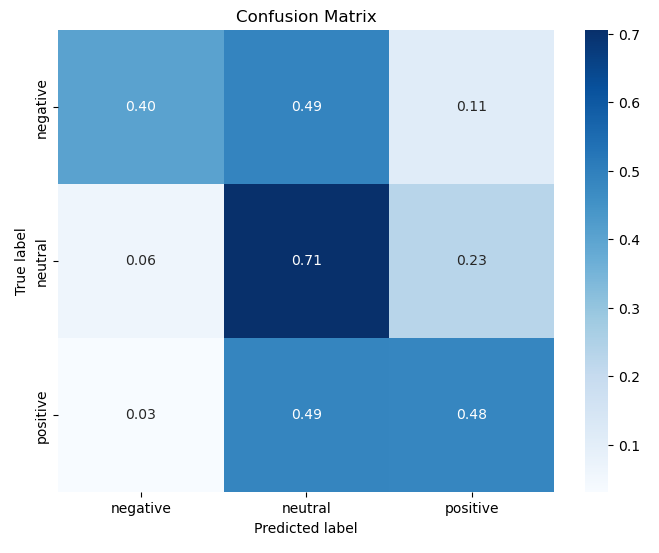 Confusion Matrix
True label
negative
0.40 0.49 0.11
neutral
0.06 0.71 0.23
positive
0.03 0.49 0.48
negative neutral positive
Predicted label
0.7
0.6
0.5
0.4
0.3
0.2
0.1